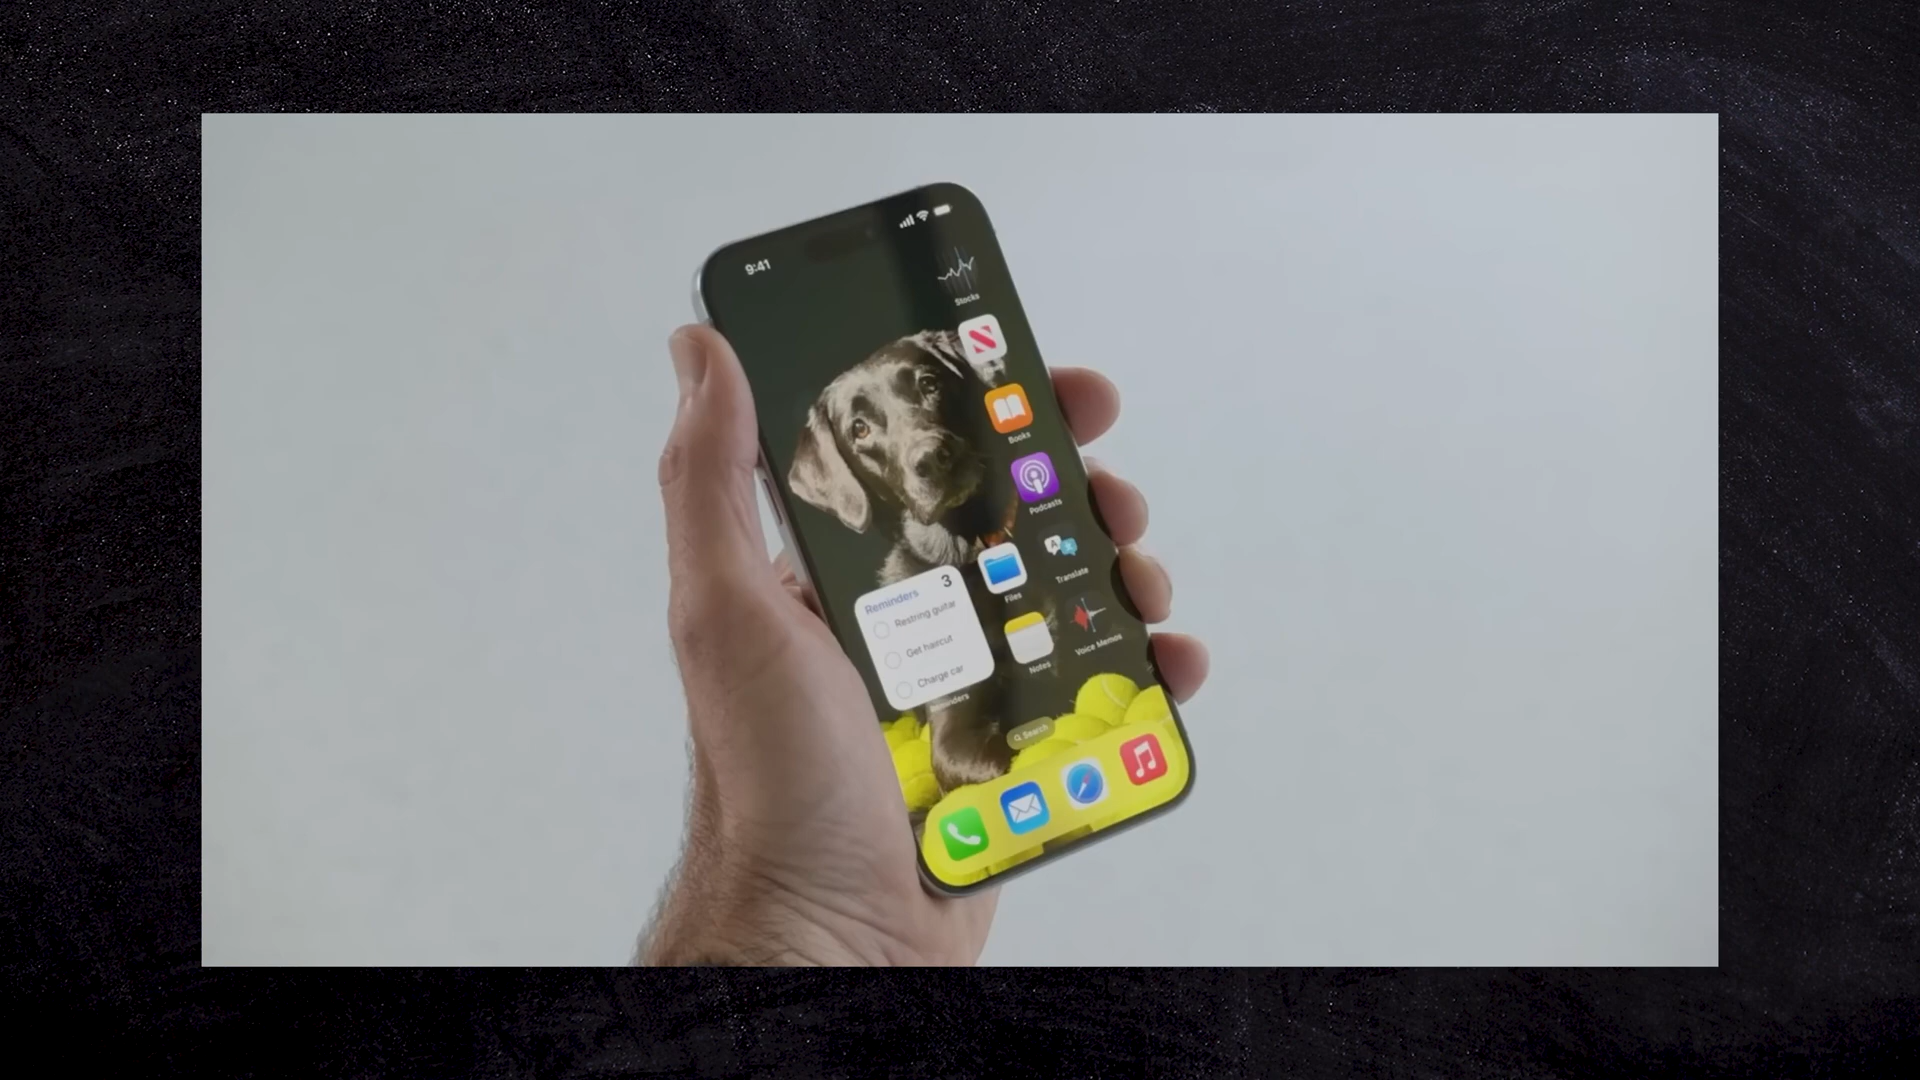 9:41
Stocks
Books
Podcasts
Translate
Files
Reminders
3
Restring guitar
Get haircut
Charge car
Notes
Voice Memos
Search